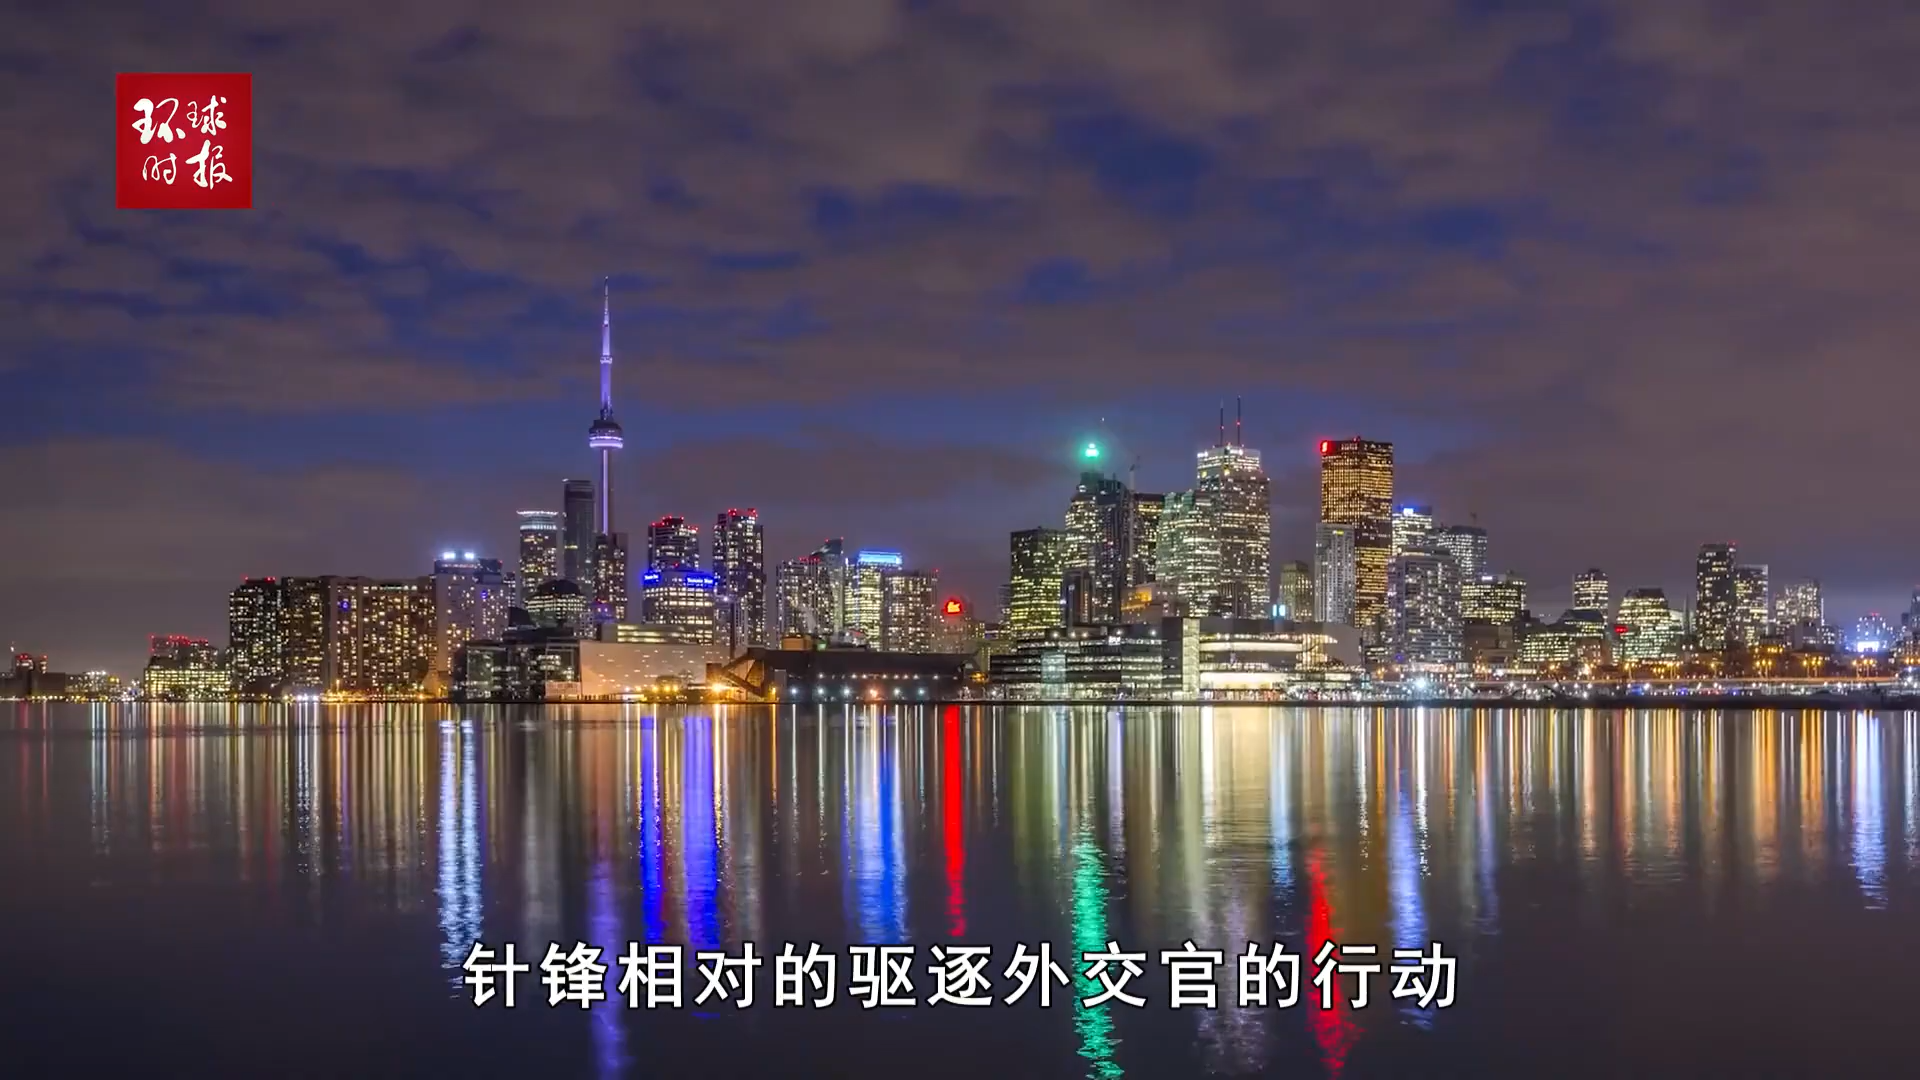 环球
时报
针锋相对的驱逐外交官的行动